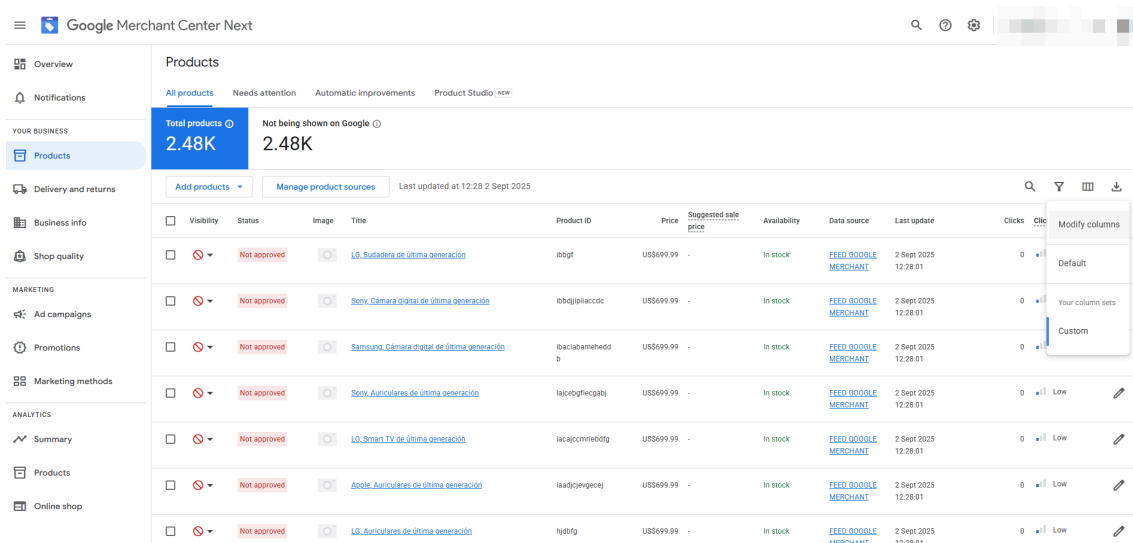 Google Merchant Center Next
Overview
Notifications
YOUR BUSINESS
Products
Delivery and returns
Business info
Shop quality
MARKETING
Ad campaigns
Promotions
Marketing methods
ANALYTICS
Summary
Products
Online shop
Products
All products Needs attention Automatic improvements Product Studio NEW
Total products Not being shown on Google
2.48K 2.48K
Add products Manage product sources Last updated at 12:28 2 Sept 2025
Visibility Status Image Title Product ID Price Suggested sale price Availability Data source Last update Clicks Clic
Not approved LG, Sudadera de última generación ibbgf US$699.99 - In stock FEED GOOGLE 2 Sept 2025 0
MERCHANT 12:28:01
Not approved Sony, Cámara digital de última generación ibbdjjipiiaccdc US$699.99 - In stock FEED GOOGLE 2 Sept 2025 0
MERCHANT 12:28:01
Not approved Samsung, Cámara digital de última generación ibaciabamehedd US$699.99 - In stock FEED GOOGLE 2 Sept 2025 0
b MERCHANT 12:28:01
Not approved Sony, Auriculares de última generación iajcebgfiecgabj US$699.99 - In stock FEED GOOGLE 2 Sept 2025 0 Low
MERCHANT 12:28:01
Not approved LG, Smart TV de última generación iacajccmriebdfg US$699.99 - In stock FEED GOOGLE 2 Sept 2025 0 Low
MERCHANT 12:28:01
Not approved Apple, Auriculares de última generación iaadjcjevgecej US$699.99 - In stock FEED GOOGLE 2 Sept 2025 0 Low
MERCHANT 12:28:01
Not approved LG, Auriculares de última generación hjdbfg US$699.99 - In stock FEED GOOGLE 2 Sept 2025 0 Low
MERCHANT 12:28:01
Modify columns
Default
Your column sets
Custom